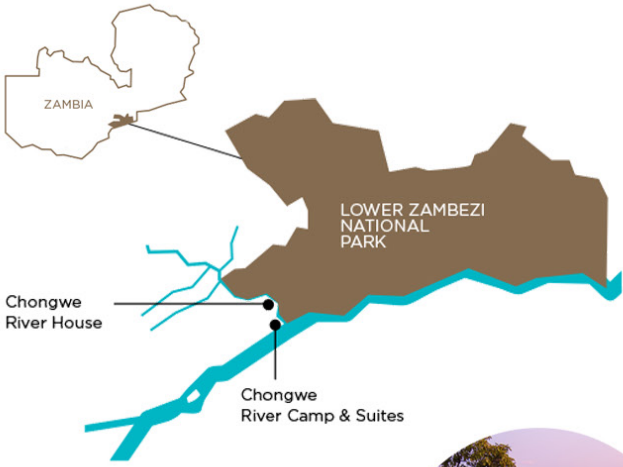 ZAMBIA
LOWER ZAMBEZI
NATIONAL
PARK
Chongwe
River House
Chongwe
River Camp & Suites